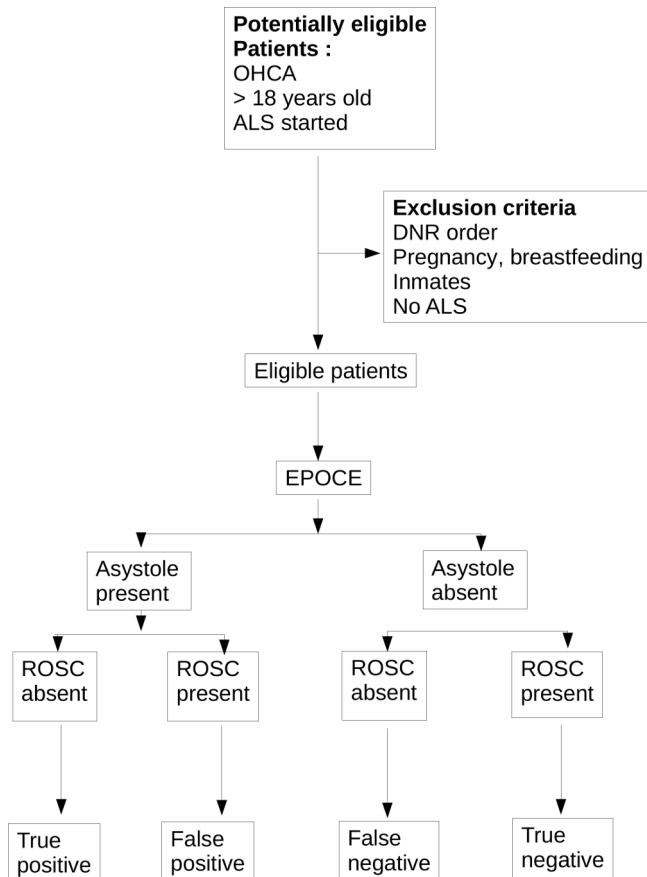 Potentially eligible
Patients :
OHCA
> 18 years old
ALS started
Exclusion criteria
DNR order
Pregnancy, breastfeeding
Inmates
No ALS
Eligible patients
EPOCE
Asystole
present
Asystole
absent
ROSC
absent
ROSC
present
ROSC
absent
ROSC
present
True
positive
False
positive
False
negative
True
negative